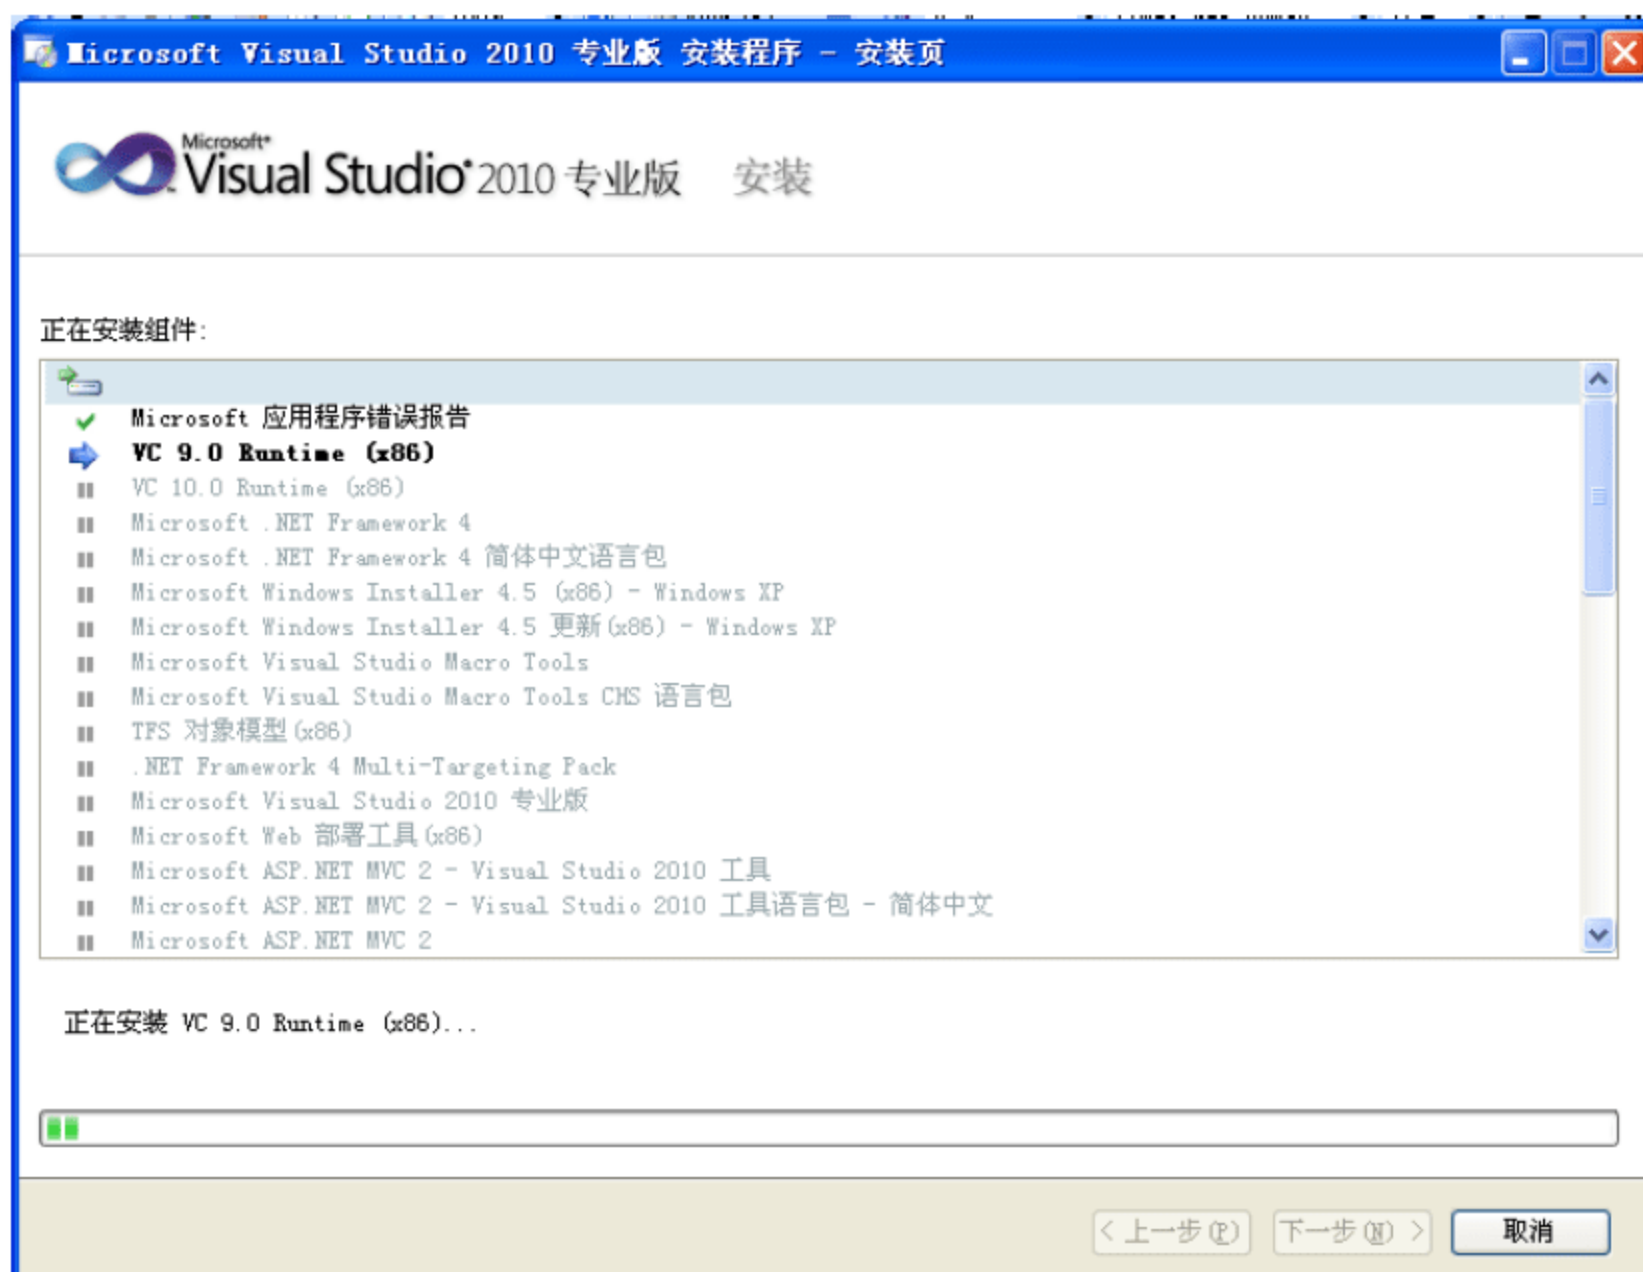 Microsoft Visual Studio 2010 专业版 安装程序 - 安装页
Microsoft
Visual Studio 2010 专业版 安装
正在安装组件:
Microsoft 应用程序错误报告
VC 9.0 Runtime (x86)
VC 10.0 Runtime (x86)
Microsoft .NET Framework 4
Microsoft .NET Framework 4 简体中文语言包
Microsoft Windows Installer 4.5 (x86) - Windows XP
Microsoft Windows Installer 4.5 更新(x86) - Windows XP
Microsoft Visual Studio Macro Tools
Microsoft Visual Studio Macro Tools CHS 语言包
TFS 对象模型(x86)
.NET Framework 4 Multi-Targeting Pack
Microsoft Visual Studio 2010 专业版
Microsoft Web 部署工具(x86)
Microsoft ASP.NET MVC 2 - Visual Studio 2010 工具
Microsoft ASP.NET MVC 2 - Visual Studio 2010 工具语言包 - 简体中文
Microsoft ASP.NET MVC 2
正在安装 VC 9.0 Runtime (x86)...
< 上一步(P) 下一步(N) > 取消